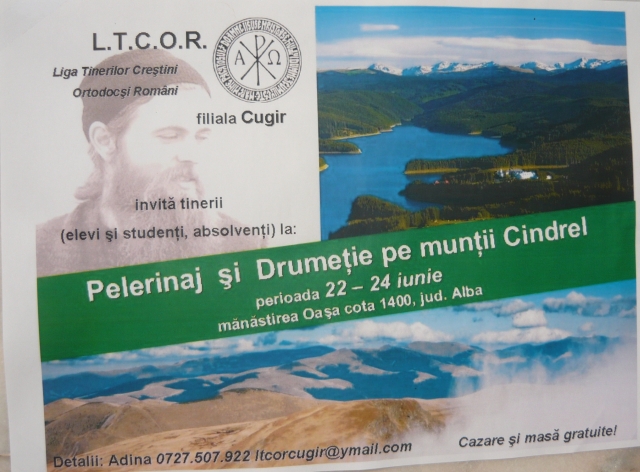 L.T.C.O.R.
Liga Tinerilor Creştini
Ortodocşi Români
filiala Cugir
A Ω
invită tinerii
(elevi şi studenţi, absolvenţi) la:
Pelerinaj şi Drumeţie pe munţii Cindrel
perioada 22 – 24 iunie
mănăstirea Oaşa cota 1400, jud. Alba
Detalii: Adina 0727.507.922 ltcorcugir@ymail.com
Cazare şi masă gratuite!